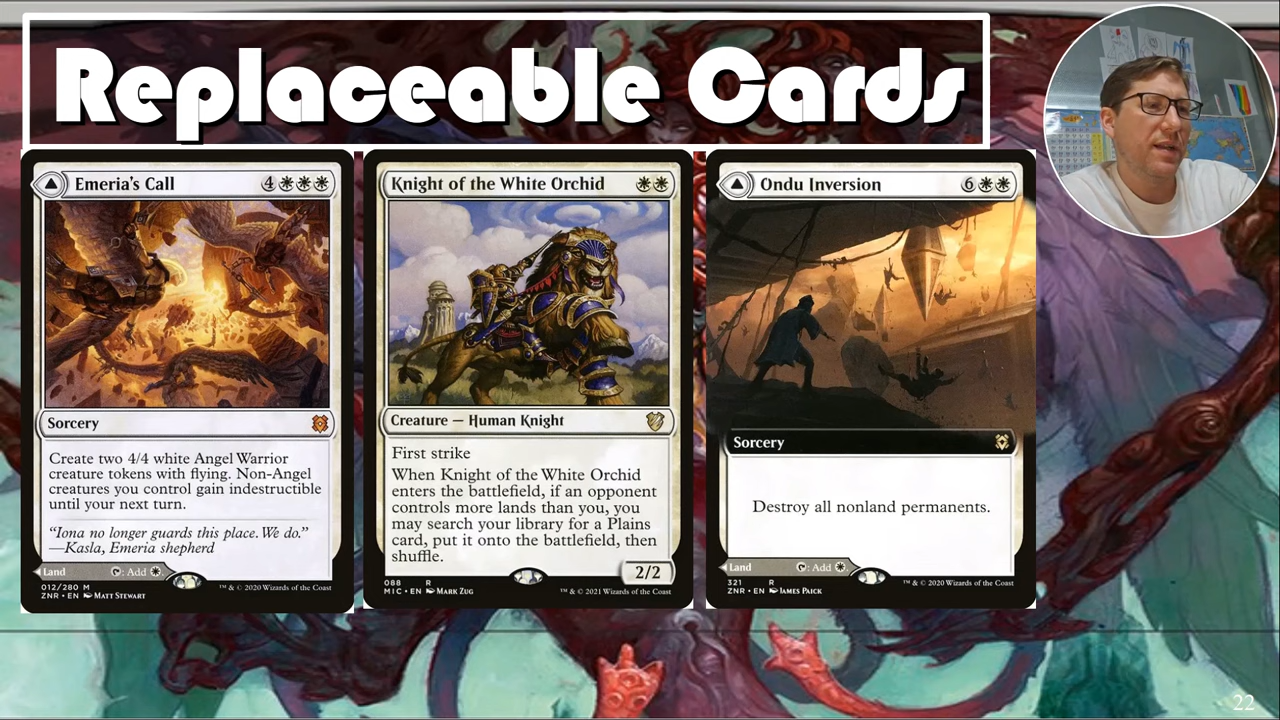 Replaceable Cards
Emeria's Call
4
Sorcery
Create two 4/4 white Angel Warrior
creature tokens with flying. Non-Angel
creatures you control gain indestructible
until your next turn.
"Iona no longer guards this place. We do."
—Kasla, Emeria shepherd
Land
: Add
012/280 M
ZNR • EN Matt Stewart
™ & © 2020 Wizards of the Coast
Knight of the White Orchid
Creature — Human Knight
First strike
When Knight of the White Orchid
enters the battlefield, if an opponent
controls more lands than you, you
may search your library for a Plains
card, put it onto the battlefield, then
shuffle.
2/2
088 R
MIC • EN Mark Zug
™ & © 2021 Wizards of the Coast
Ondu Inversion
6
Sorcery
Destroy all nonland permanents.
Land
: Add
321 R
ZNR • EN James Paick
™ & © 2020 Wizards of the Coast
22